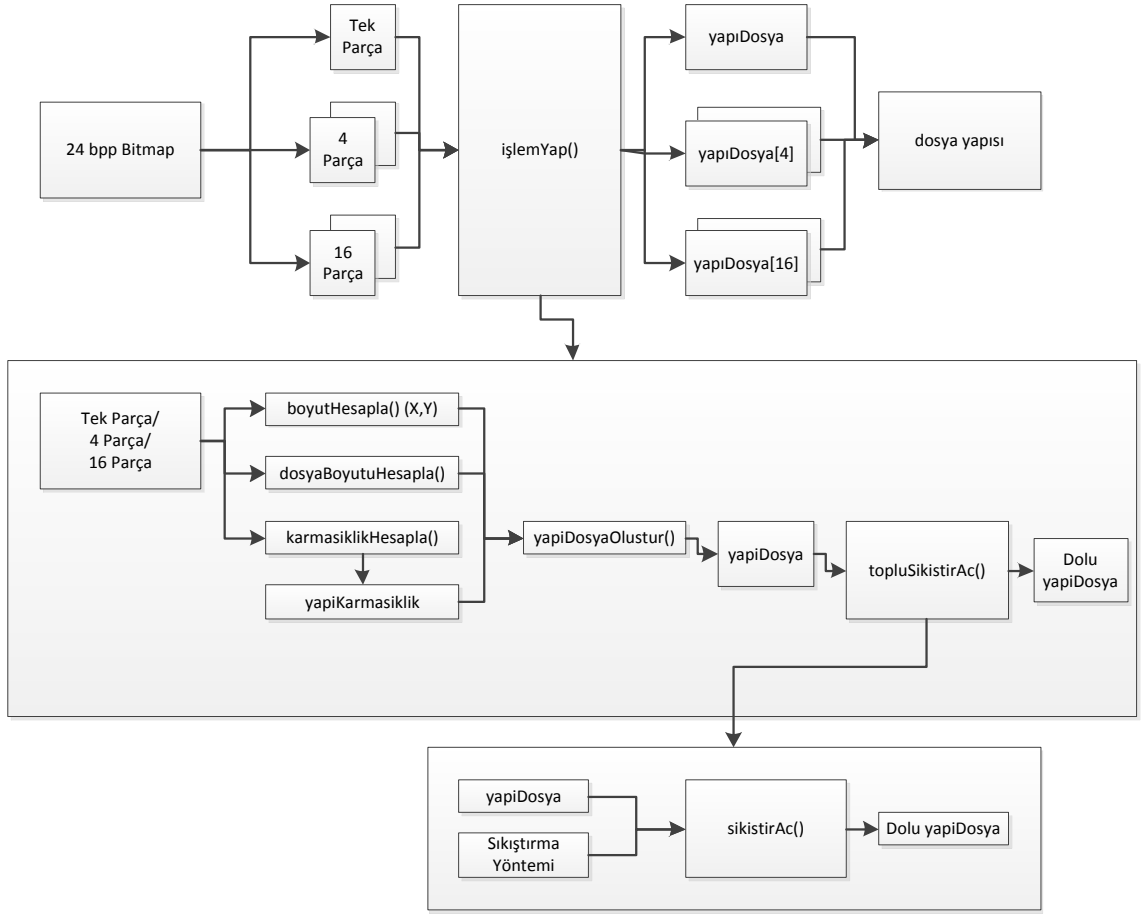 24 bpp Bitmap
Tek
Parça
4
Parça
16
Parça
işlemYap()
yapıDosya
yapıDosya[4]
yapıDosya[16]
dosya yapısı
Tek Parça/
4 Parça/
16 Parça
boyutHesapla() (X,Y)
dosyaBoyutuHesapla()
karmasiklikHesapla()
yapiKarmasiklik
yapiDosyaOlustur()
yapiDosya
topluSikistirAc()
Dolu
yapiDosya
yapiDosya
Sıkıştırma
Yöntemi
sikistirAc()
Dolu yapiDosya